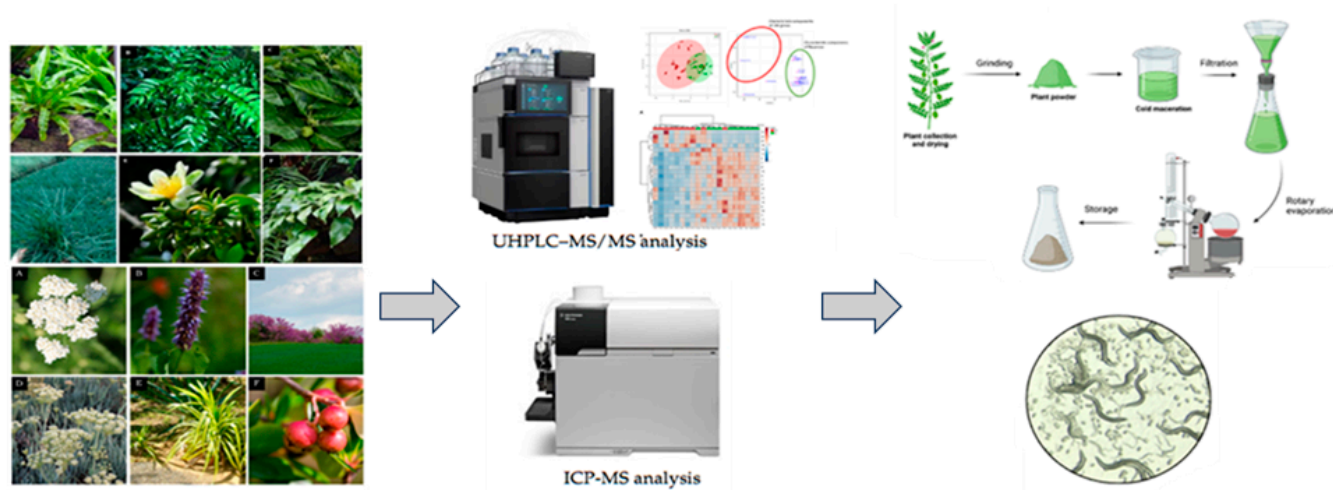 B
C
E
F
A
B
C
D
E
F
UHPLC–MS/MS analysis
ICP-MS analysis
Plant collection
and drying
Grinding
Plant powder
Cold maceration
Filtration
Rotary
evaporation
Storage